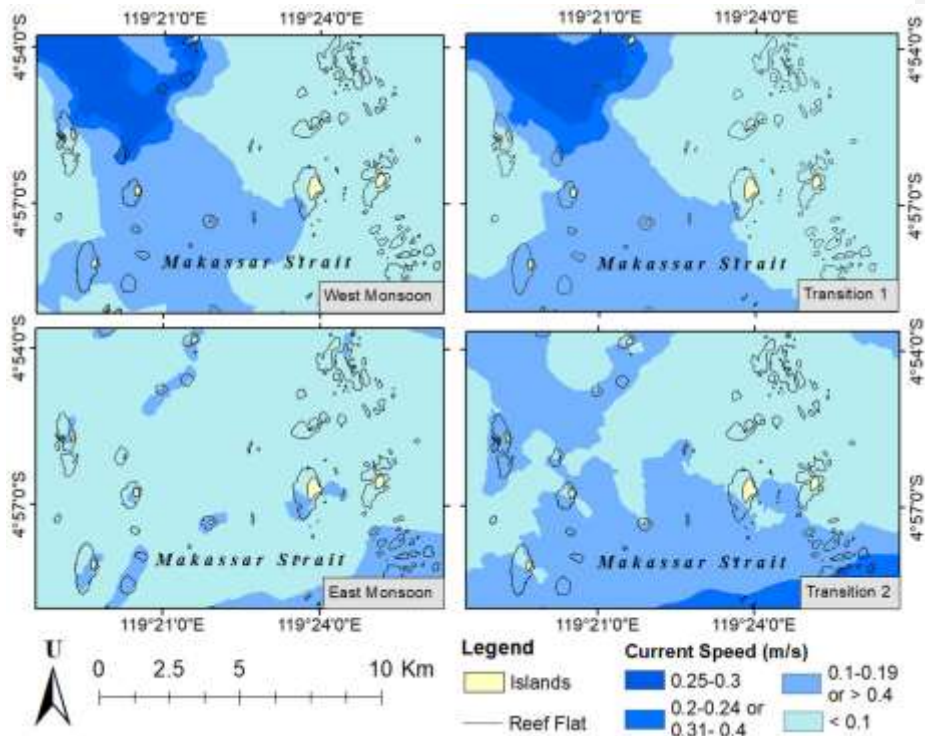 119°21'0"E 119°24'0"E 119°21'0"E 119°24'0"E
4°54'0"S 4°54'0"S
4°57'0"S 4°57'0"S
Makassar Strait Makassar Strait
West Monsoon Transition 1
4°54'0"S 4°54'0"S
4°57'0"S 4°57'0"S
Makassar Strait Makassar Strait
East Monsoon Transition 2
119°21'0"E 119°24'0"E 119°21'0"E 119°24'0"E
U
0 2.5 5 10 Km
Legend
Islands
Reef Flat
Current Speed (m/s)
0.25-0.3
0.2-0.24 or
0.31- 0.4
0.1-0.19
or > 0.4
< 0.1